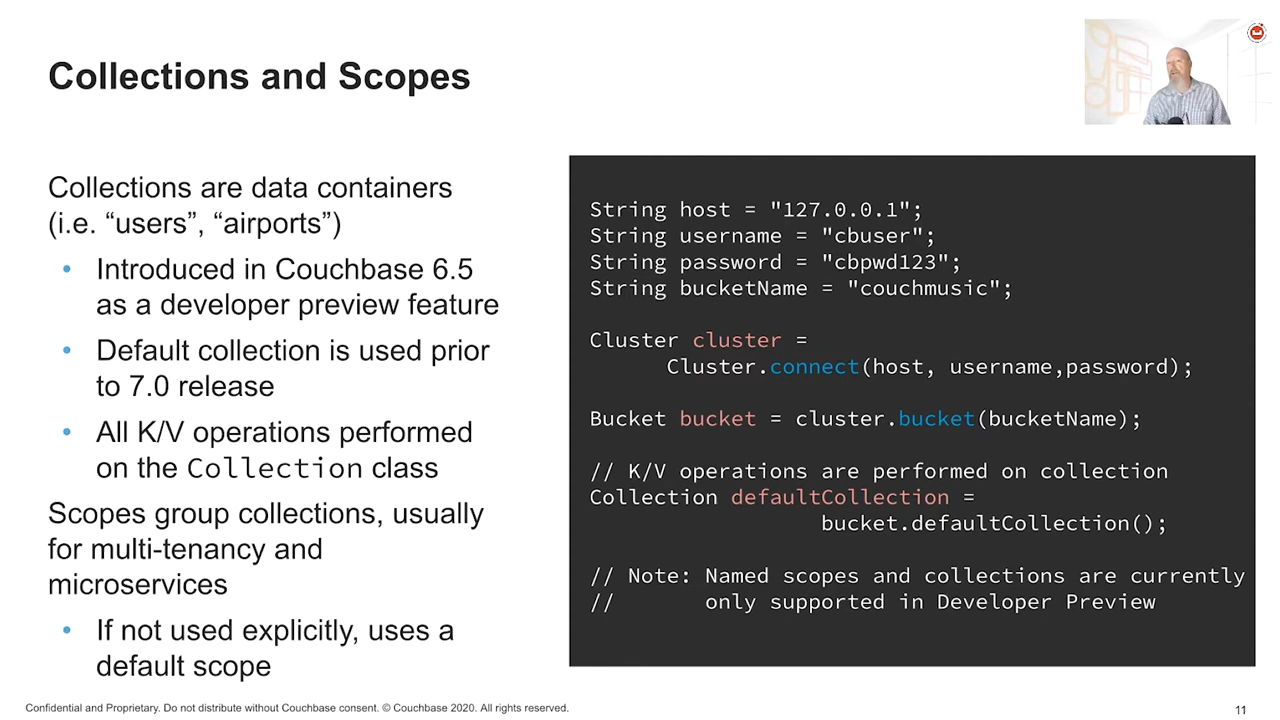 Collections and Scopes
Collections are data containers
(i.e. “users”, “airports”)
• Introduced in Couchbase 6.5
as a developer preview feature
• Default collection is used prior
to 7.0 release
• All K/V operations performed
on the Collection class
Scopes group collections, usually
for multi-tenancy and
microservices
• If not used explicitly, uses a
default scope
String host = "127.0.0.1";
String username = "cbuser";
String password = "cbpwd123";
String bucketName = "couchmusic";
Cluster cluster =
Cluster.connect(host, username,password);
Bucket bucket = cluster.bucket(bucketName);
// K/V operations are performed on collection
Collection defaultCollection =
bucket.defaultCollection();
// Note: Named scopes and collections are currently
// only supported in Developer Preview
Confidential and Proprietary. Do not distribute without Couchbase consent. © Couchbase 2020. All rights reserved.
11